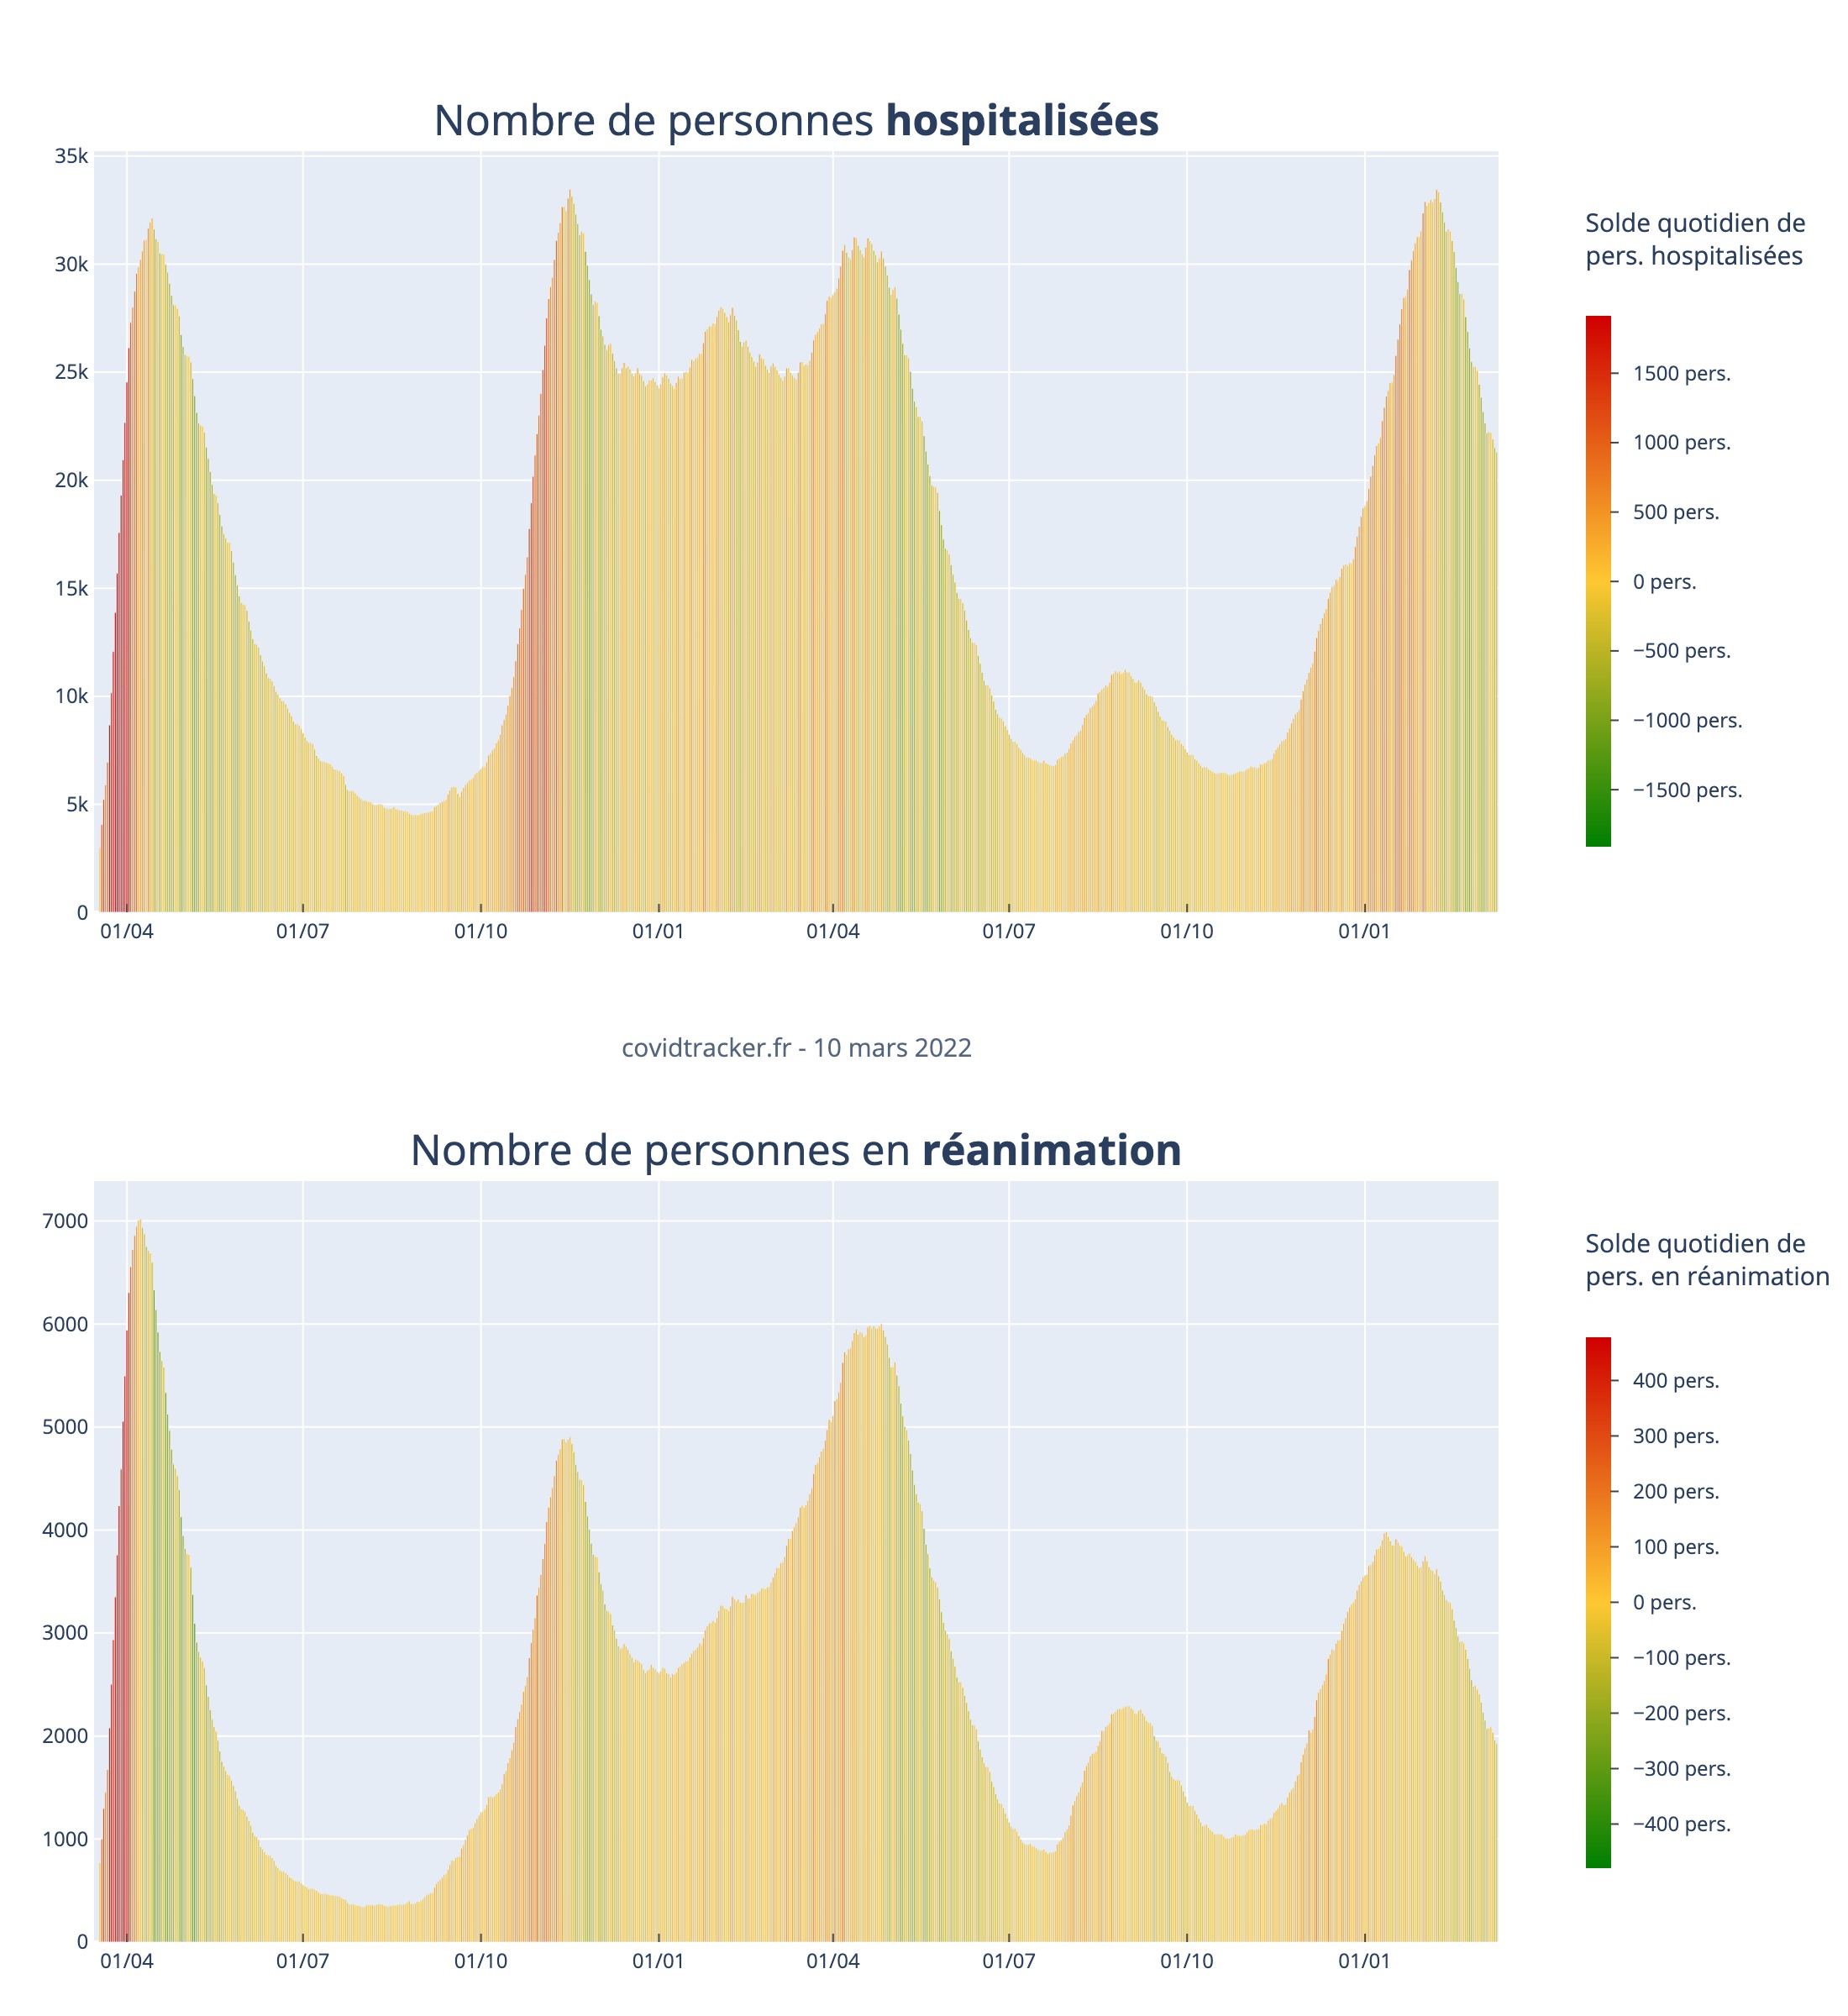 Nombre de personnes hospitalisées
35k
30k
25k
20k
15k
10k
5k
0
01/04 01/07 01/10 01/01 01/04 01/07 01/10 01/01
Solde quotidien de
pers. hospitalisées
1500 pers.
1000 pers.
500 pers.
0 pers.
−500 pers.
−1000 pers.
−1500 pers.
covidtracker.fr - 10 mars 2022
Nombre de personnes en réanimation
7000
6000
5000
4000
3000
2000
1000
0
01/04 01/07 01/10 01/01 01/04 01/07 01/10 01/01
Solde quotidien de
pers. en réanimation
400 pers.
300 pers.
200 pers.
100 pers.
0 pers.
−100 pers.
−200 pers.
−300 pers.
−400 pers.